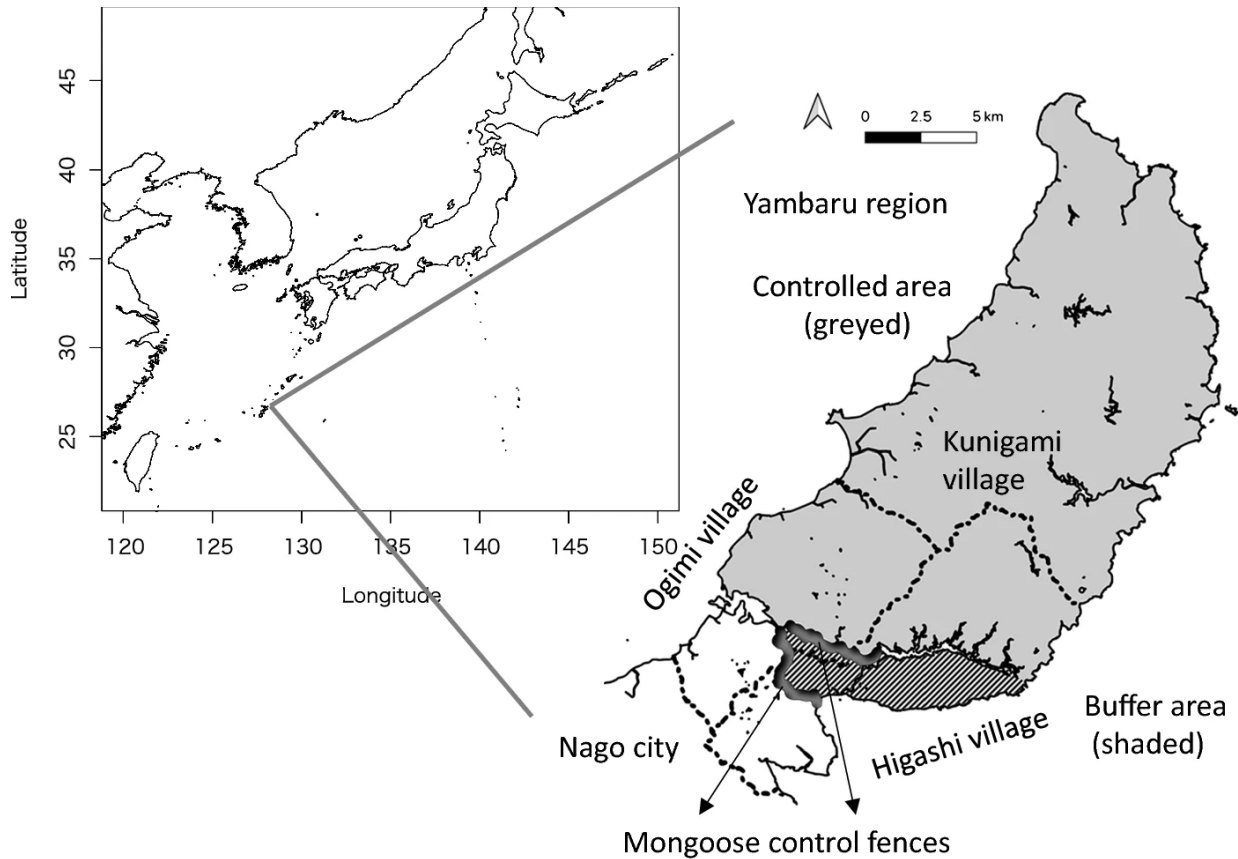 45
40
35
30
25
Latitude
120 125 130 135 140 145 150
Longitude
0 2.5 5 km
Yambaru region
Controlled area
(greyed)
Kunigami
village
Ogimi village
Nago city
Higashi village
Buffer area
(shaded)
Mongoose control fences